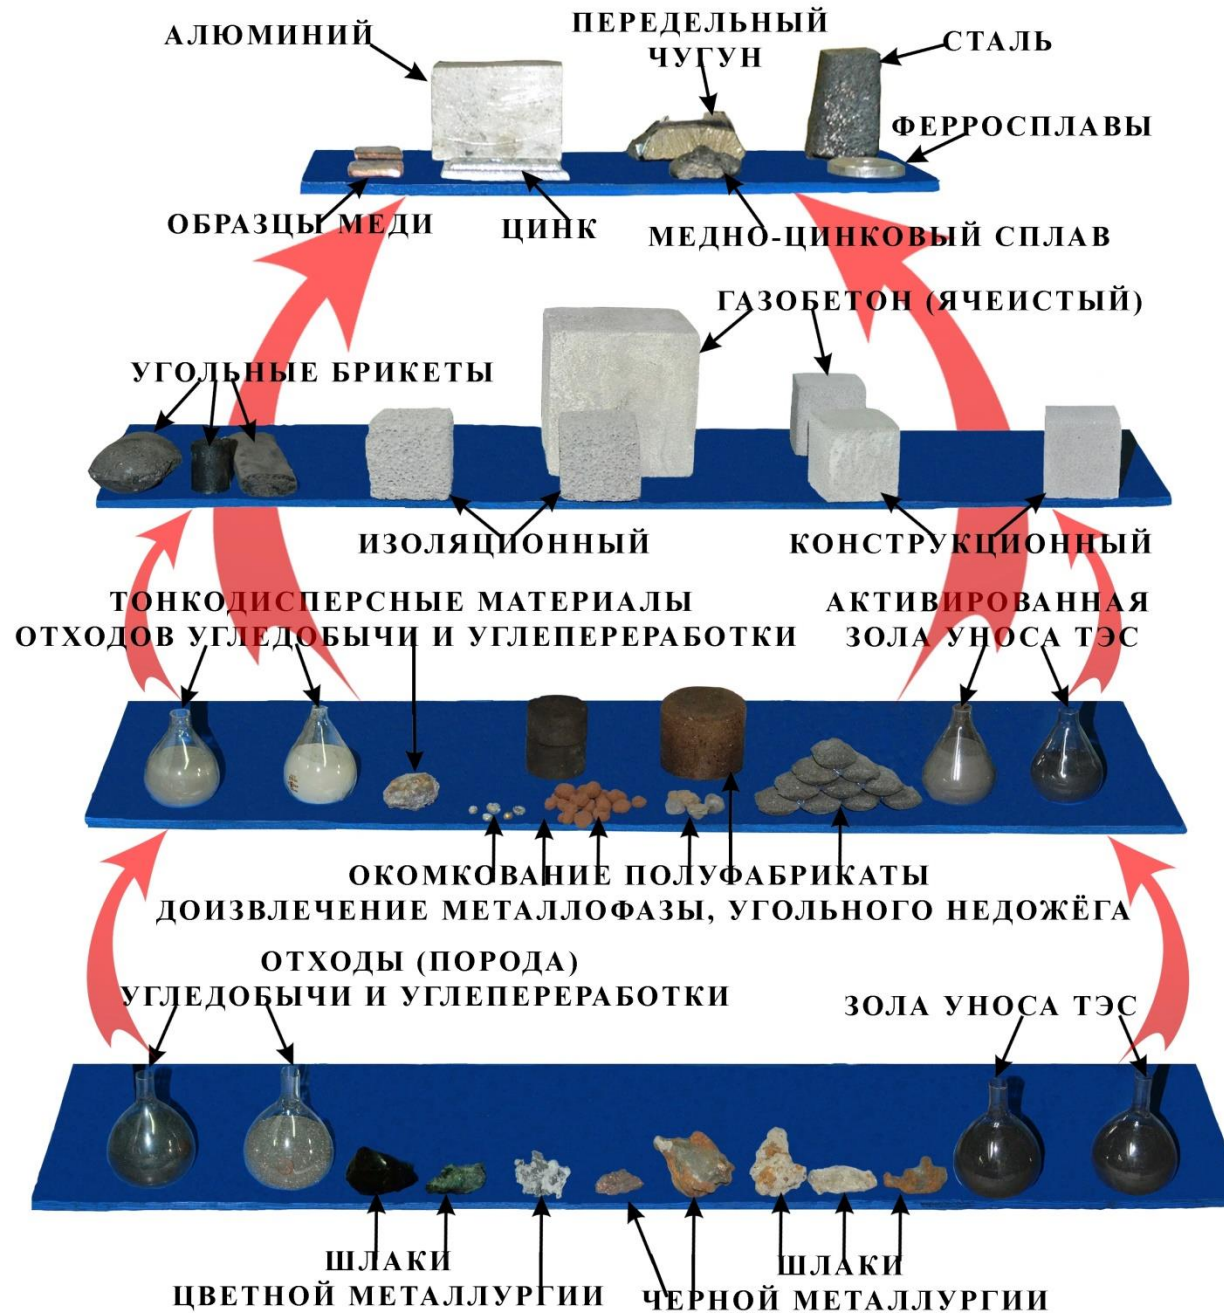 АЛЮМИНИЙ
ПЕРЕДЕЛЬНЫЙ
ЧУГУН
СТАЛЬ
ФЕРРОСПЛАВЫ
ОБРАЗЦЫ МЕДИ
ЦИНК
МЕДНО-ЦИНКОВЫЙ СПЛАВ
ГАЗОБЕТОН (ЯЧЕИСТЫЙ)
УГОЛЬНЫЕ БРИКЕТЫ
ИЗОЛЯЦИОННЫЙ
КОНСТРУКЦИОННЫЙ
ТОНКОДИСПЕРСНЫЕ МАТЕРИАЛЫ
ОТХОДОВ УГЛЕДОБЫЧИ И УГЛЕПЕРЕРАБОТКИ
АКТИВИРОВАННАЯ
ЗОЛА УНОСА ТЭС
ОКОМКОВАНИЕ ПОЛУФАБРИКАТЫ
ДОИЗВЛЕЧЕНИЕ МЕТАЛЛОФАЗЫ, УГОЛЬНОГО НЕДОЖЁГА
ОТХОДЫ (ПОРОДА)
УГЛЕДОБЫЧИ И УГЛЕПЕРЕРАБОТКИ
ЗОЛА УНОСА ТЭС
ШЛАКИ
ЦВЕТНОЙ МЕТАЛЛУРГИИ
ШЛАКИ
ЧЕРНОЙ МЕТАЛЛУРГИИ